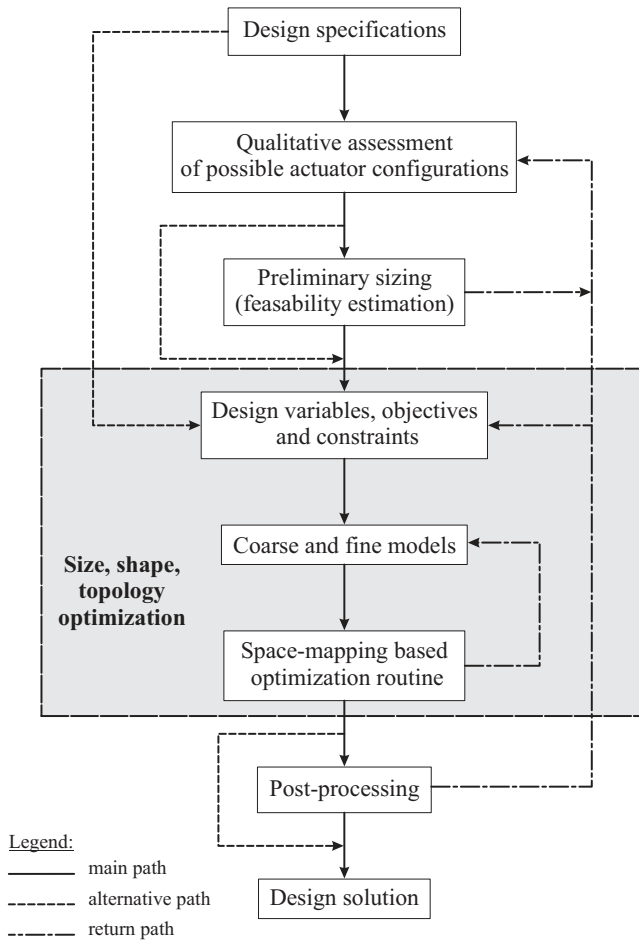 Design specifications
Qualitative assessment
of possible actuator configurations
Preliminary sizing
(feasability estimation)
Design variables, objectives
and constraints
Coarse and fine models
Size, shape,
topology
optimization
Space-mapping based
optimization routine
Post-processing
Design solution
Legend:
main path
alternative path
return path